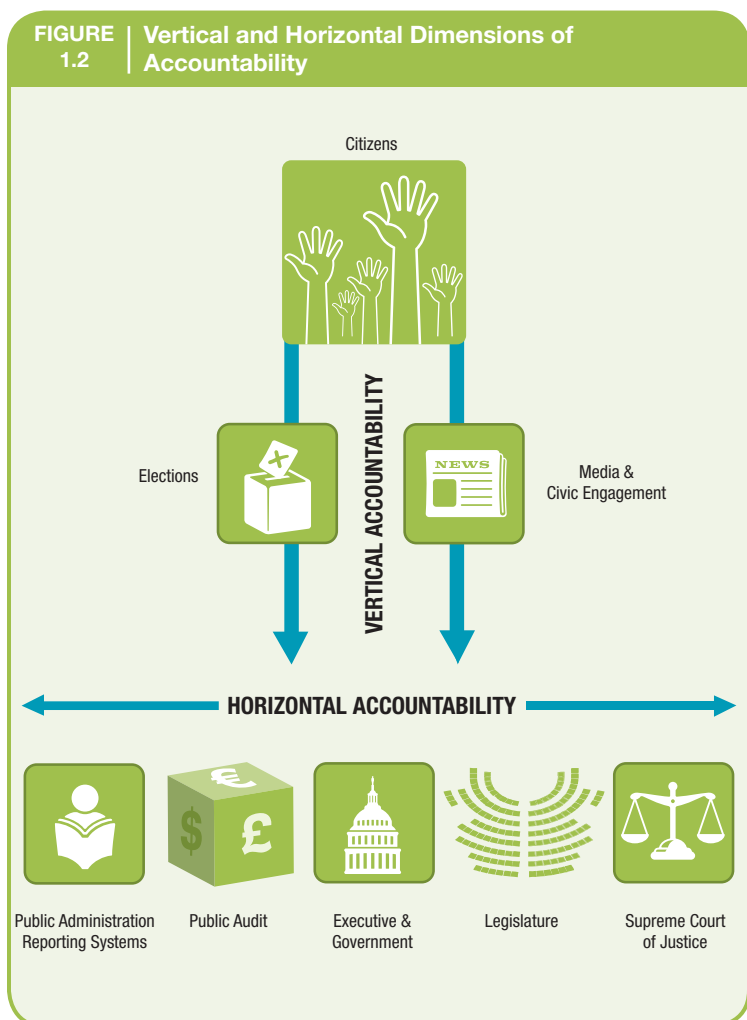 FIGURE 1.2
Vertical and Horizontal Dimensions of
Accountability
Citizens
VERTICAL ACCOUNTABILITY
Elections
NEWS
Media &
Civic Engagement
HORIZONTAL ACCOUNTABILITY
$ € £
Public Administration
Reporting Systems
Public Audit
Executive &
Government
Legislature
Supreme Court
of Justice